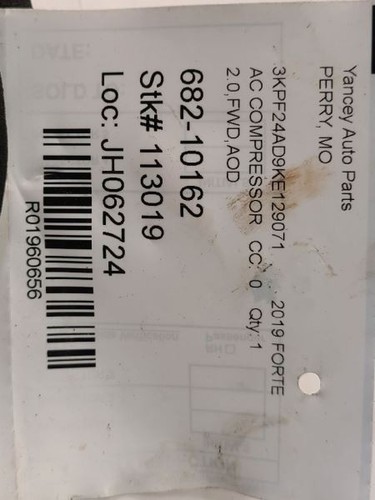 Yancey Auto Parts
PERRY, MO
3KPF24AD9KE129071 2019 FORTE
AC COMPRESSOR CC: 0 Qty: 1
2.0,FWD,AOD
682-10162
Stk# 113019
Loc: JH062724
R01960656
DATE: